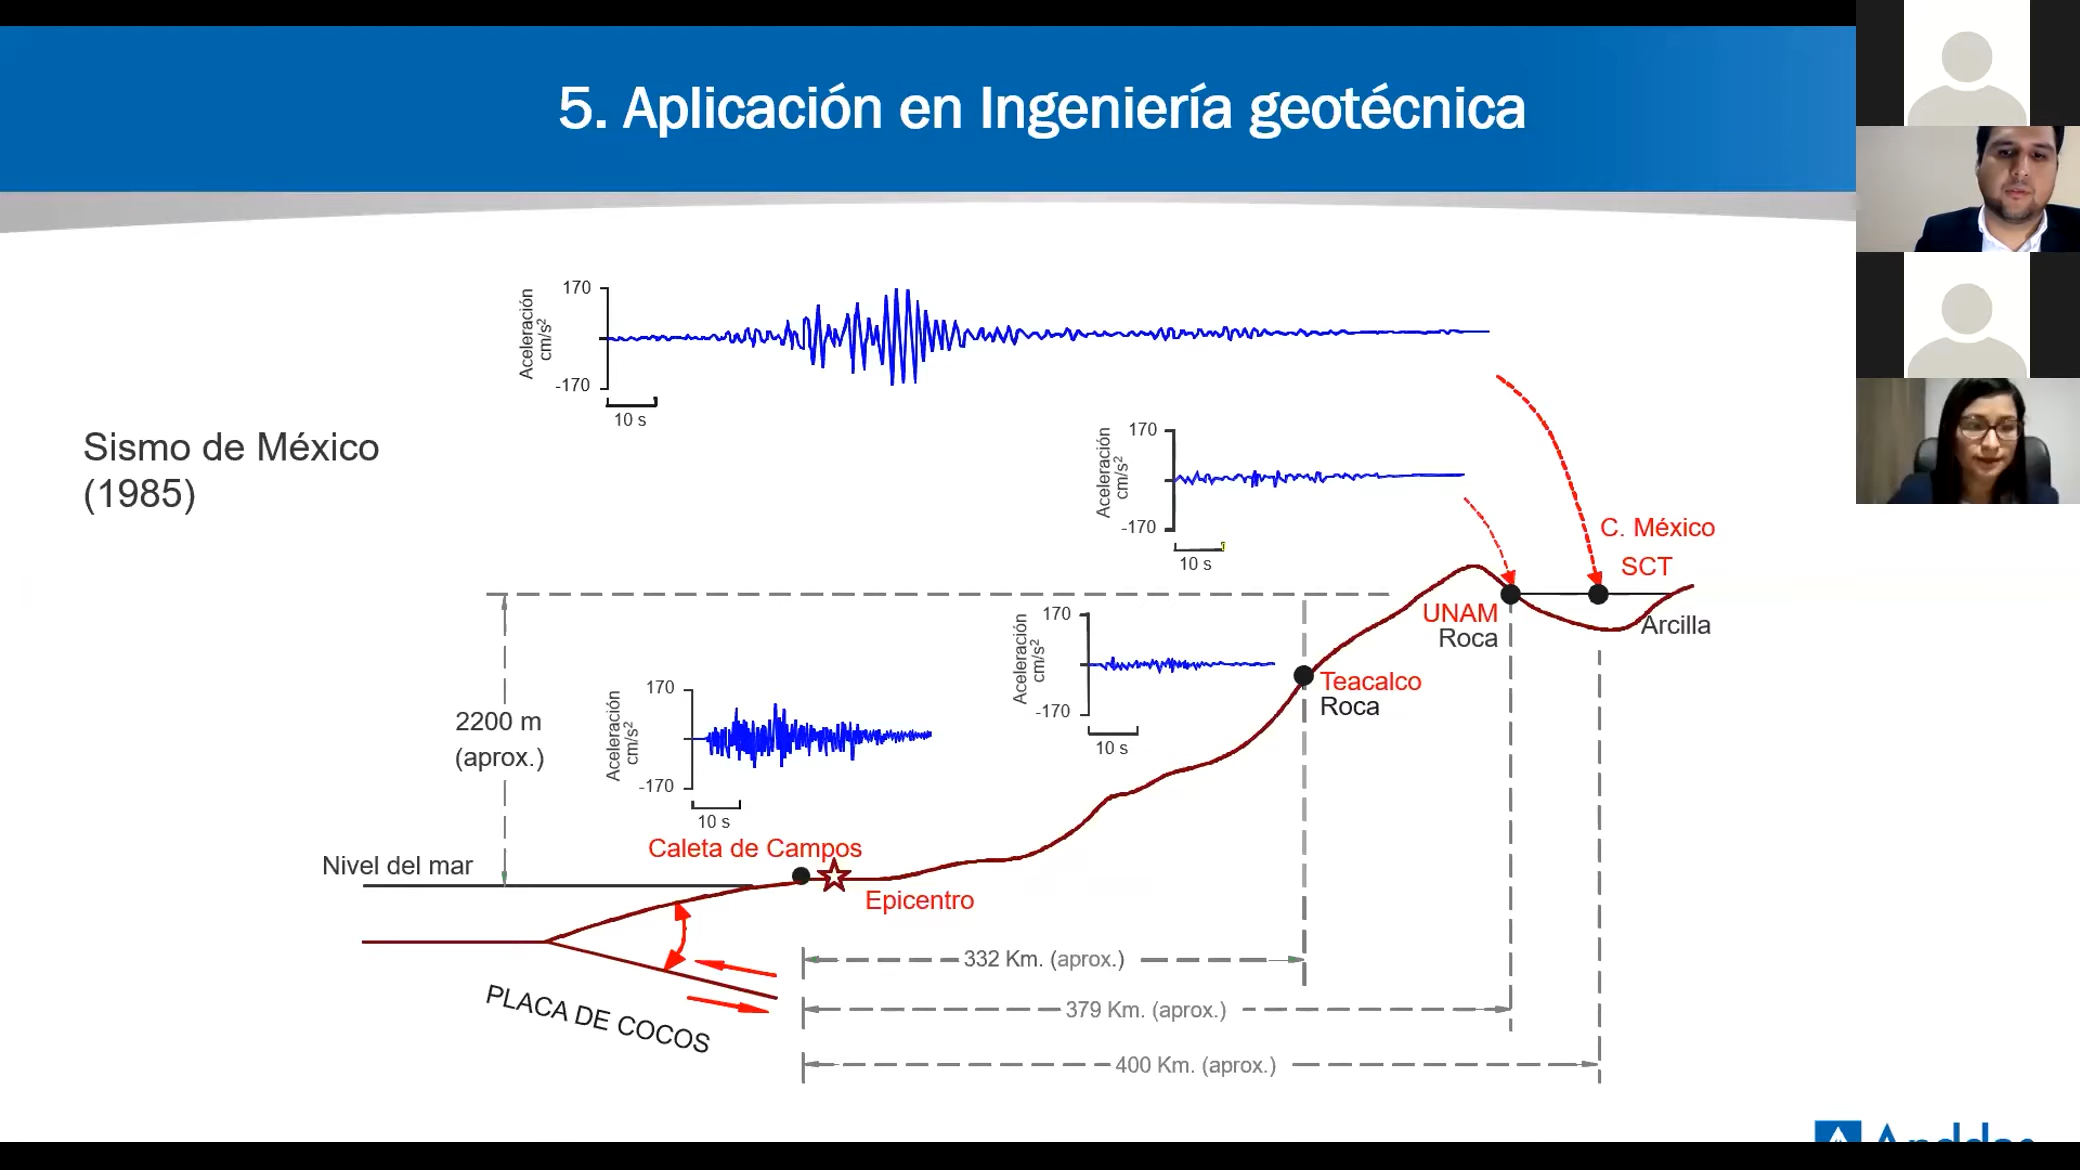 5. Aplicación en Ingeniería geotécnica
170
Aceleración
cm/s²
-170
10 s
170
Aceleración
cm/s²
-170
10 s
Sismo de México
(1985)
C. México
SCT
UNAM
Roca
Arcilla
170
Aceleración
cm/s²
-170
10 s
Teacalco
Roca
2200 m
(aprox.)
170
Aceleración
cm/s²
-170
10 s
Caleta de Campos
Nivel del mar
Epicentro
332 Km. (aprox.)
PLACA DE COCOS
379 Km. (aprox.)
400 Km. (aprox.)